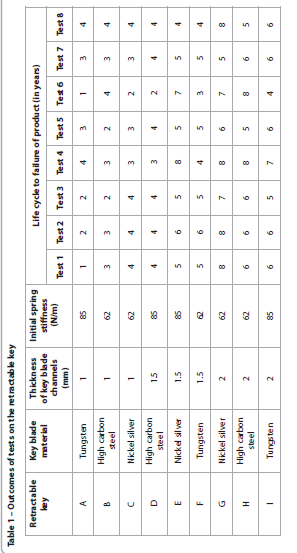 Table 1 – Outcomes of tests on the retractable key
Retractable key | Key blade material | Thickness of key blade channels (mm) | Initial spring stiffness (N/m) | Life cycle to failure of product (in years)
Test 1 | Test 2 | Test 3 | Test 4 | Test 5 | Test 6 | Test 7 | Test 8
A | Tungsten | 1 | 85 | 1 | 2 | 2 | 4 | 3 | 1 | 3 | 4
B | High carbon steel | 1 | 62 | 3 | 3 | 2 | 3 | 2 | 4 | 3 | 4
C | Nickel silver | 1 | 62 | 4 | 4 | 4 | 3 | 3 | 2 | 3 | 4
D | High carbon steel | 1.5 | 85 | 4 | 4 | 4 | 3 | 4 | 2 | 4 | 4
E | Nickel silver | 1.5 | 85 | 5 | 6 | 5 | 8 | 5 | 7 | 5 | 4
F | Tungsten | 1.5 | 62 | 5 | 6 | 5 | 4 | 5 | 3 | 5 | 4
G | Nickel silver | 2 | 62 | 8 | 8 | 7 | 8 | 6 | 7 | 5 | 8
H | High carbon steel | 2 | 62 | 6 | 6 | 6 | 8 | 5 | 8 | 6 | 5
I | Tungsten | 2 | 85 | 6 | 6 | 5 | 7 | 6 | 4 | 6 | 6